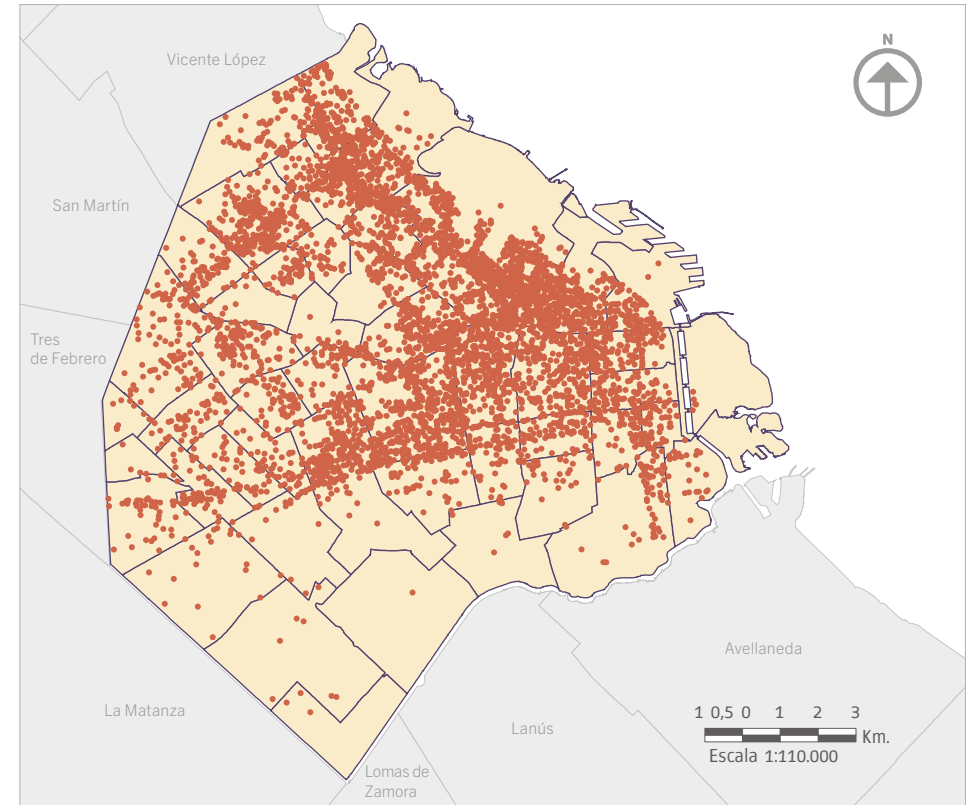 Vicente López
N
San Martín
Tres
de Febrero
Avellaneda
La Matanza
1 0,5 0 1 2 3
Km.
Lanús
Escala 1:110.000
Lomas de
Zamora